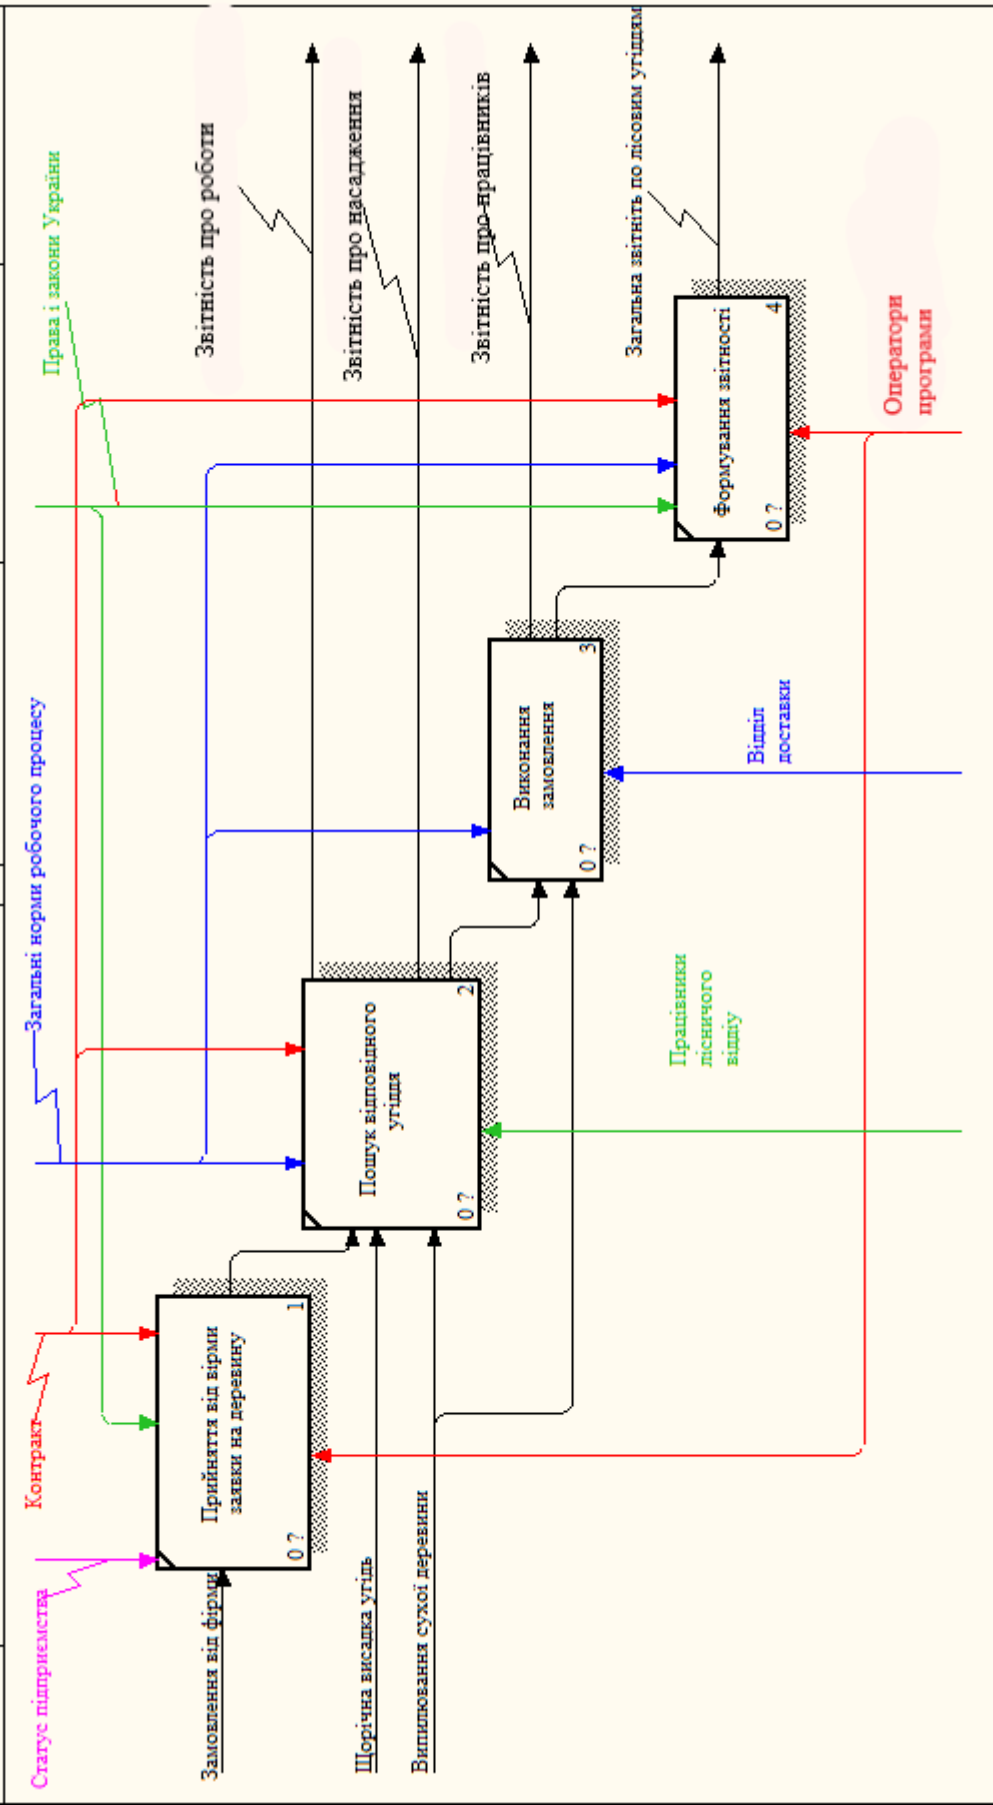 Статус підприємства
Контракт
Загальні норми робочого процесу
Права і закони України
Замовлення від фірми
Щорічна висадка угідь
Випилювання сухої деревини
Прийняття від вірми
заявки на деревину
0 ?
1
Пошук відповідного
угіддя
0 ?
2
Виконання
замовлення
0 ?
3
Формування звітності
0 ?
4
Звітність про роботи
Звітність про насадження
Звітність про працівників
Загальна звітніть по лісовим угіддям
Працівники
лісничого
відліу
Відділ
доставки
Оператори
програми